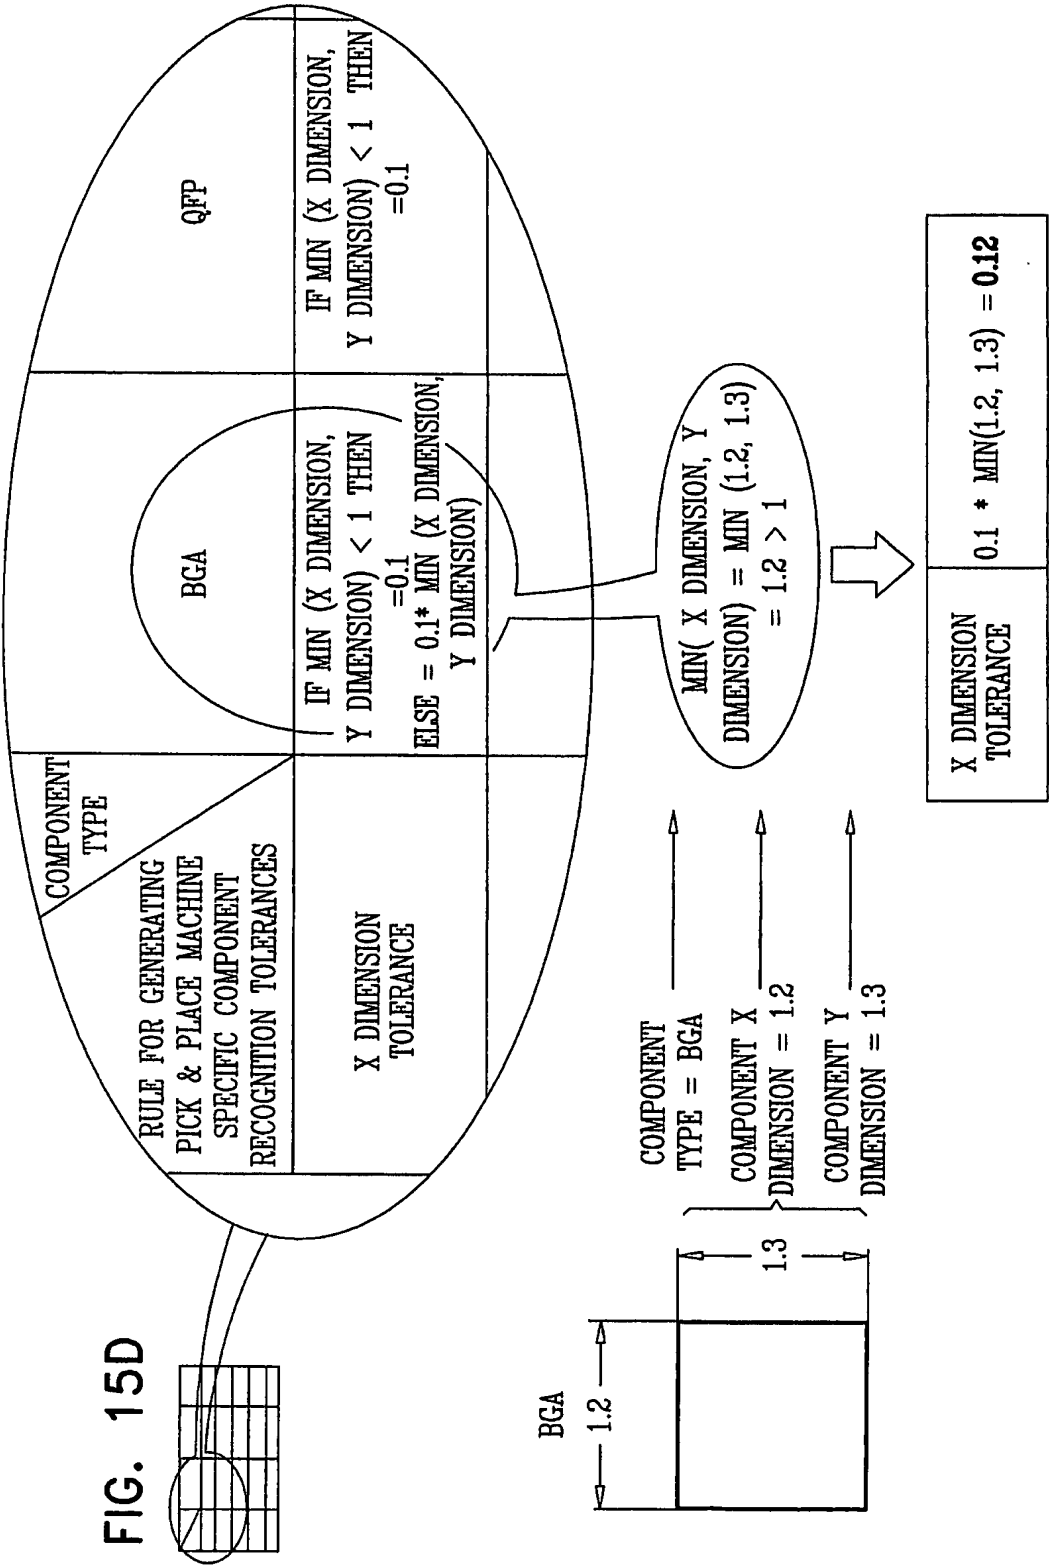 FIG. 15D
COMPONENT
TYPE
RULE FOR GENERATING
PICK & PLACE MACHINE
SPECIFIC COMPONENT
RECOGNITION TOLERANCES
BGA
QFP
X DIMENSION
TOLERANCE
IF MIN (X DIMENSION,
Y DIMENSION) < 1 THEN
=0.1
ELSE = 0.1* MIN (X DIMENSION,
Y DIMENSION)
IF MIN (X DIMENSION,
Y DIMENSION) < 1 THEN
=0.1
BGA
1.2
1.3
COMPONENT
TYPE = BGA
COMPONENT X
DIMENSION = 1.2
COMPONENT Y
DIMENSION = 1.3
MIN( X DIMENSION, Y
DIMENSION) = MIN (1.2, 1.3)
= 1.2 > 1
X DIMENSION
TOLERANCE
0.1 * MIN(1.2, 1.3) = 0.12